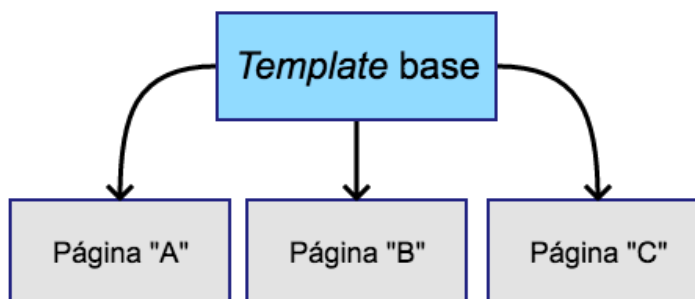 Template base
Página "A"
Página "B"
Página "C"